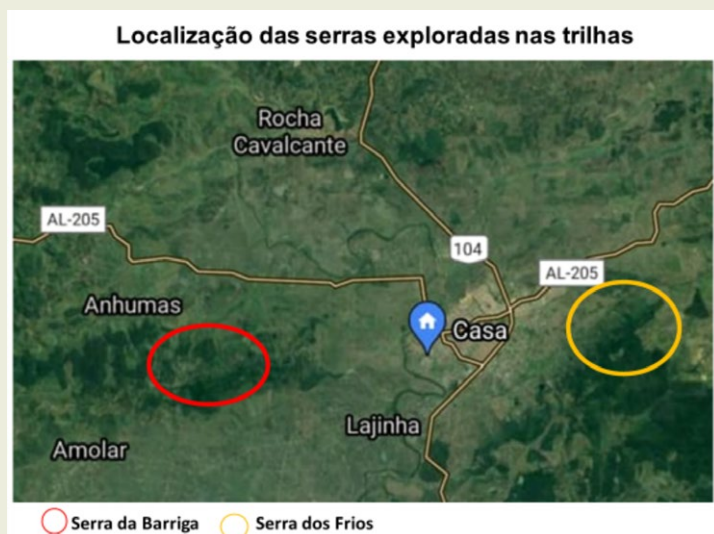 Localização das serras exploradas nas trilhas
Rocha
Cavalcante
AL-205
104
AL-205
Anhumas
Casa
Lajinha
Amolar
Serra da Barriga
Serra dos Frios